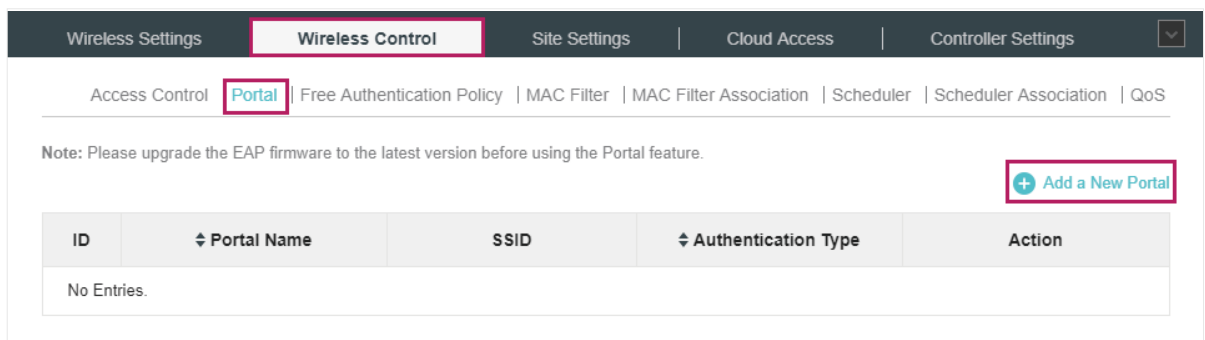 Wireless Settings Wireless Control Site Settings | Cloud Access | Controller Settings
Access Control Portal | Free Authentication Policy | MAC Filter | MAC Filter Association | Scheduler | Scheduler Association | QoS
Note: Please upgrade the EAP firmware to the latest version before using the Portal feature.
Add a New Portal
ID Portal Name SSID Authentication Type Action
No Entries.